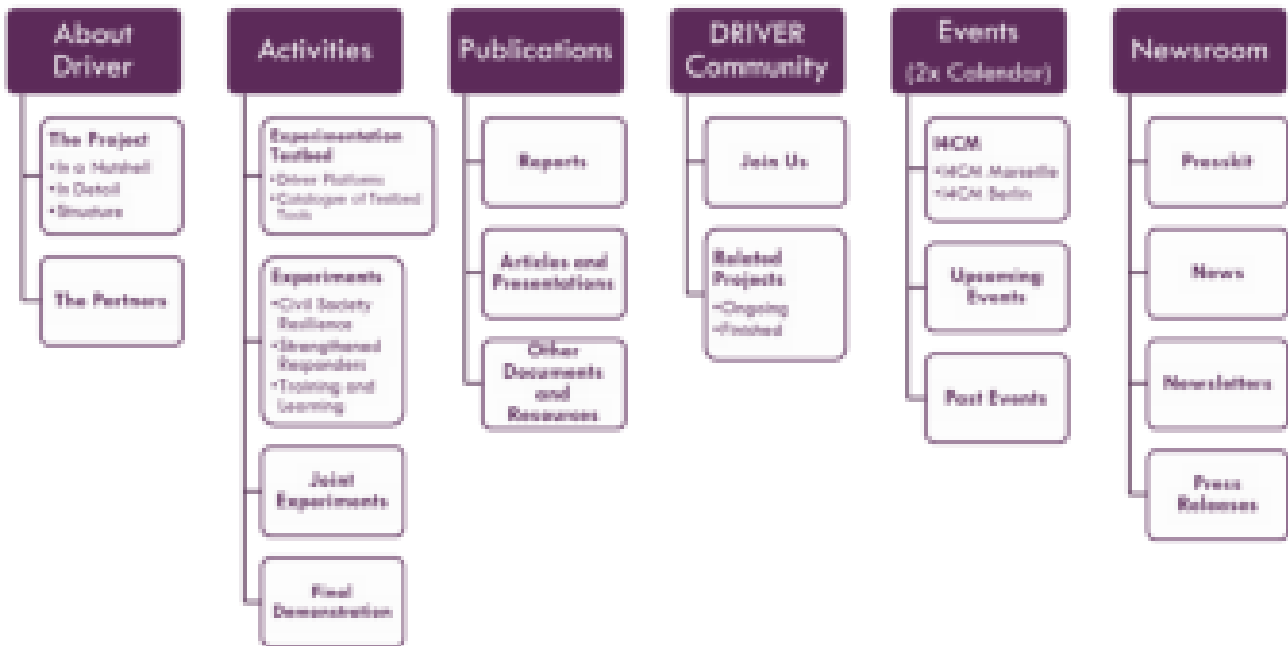 About
Driver
The Project
•In a Nutshell
•In Detail
•Structure
The Partners
Activities
Experimentation
Testbed
•Driver Platforms
•Catalogue of Testbed
Tools
Experiments
•Civil Society
Resilience
•Strengthened
Responders
•Training and
Learning
Joint
Experiments
Final
Demonstration
Publications
Reports
Articles and
Presentations
Other
Documents
and
Resources
DRIVER
Community
Join Us
Related
Projects
•Ongoing
•Finished
Events
(2x Calendar)
I4CM
•I4CM Marseille
•I4CM Berlin
Upcoming
Events
Past Events
Newsroom
Presskit
News
Newsletters
Press
Releases